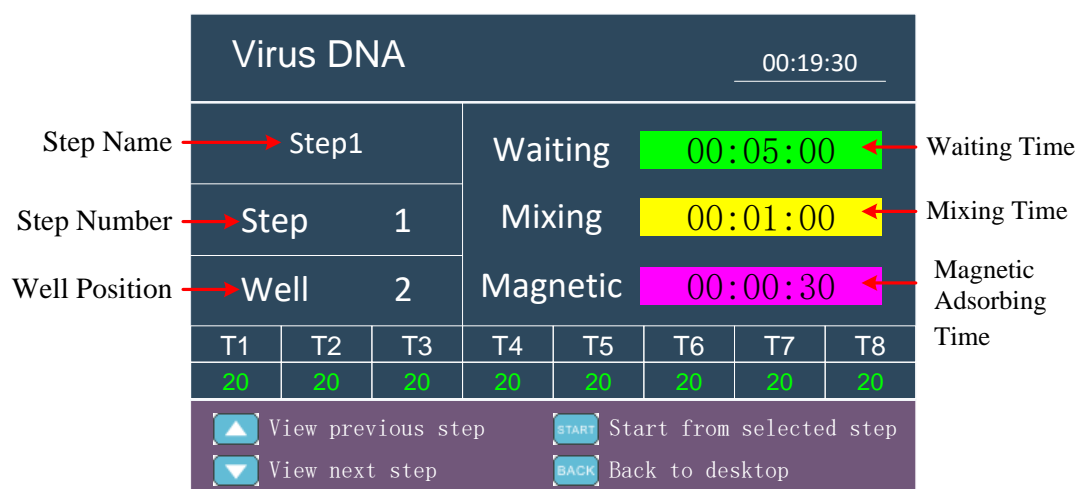 Virus DNA
00:19:30
Step Name
Step1
Waiting
00:05:00
Waiting Time
Step Number
Step 1
Mixing
00:01:00
Mixing Time
Well Position
Well 2
Magnetic
00:00:30
Magnetic
Adsorbing
Time
T1 T2 T3 T4 T5 T6 T7 T8
20 20 20 20 20 20 20 20
View previous step
START Start from selected step
View next step
BACK Back to desktop